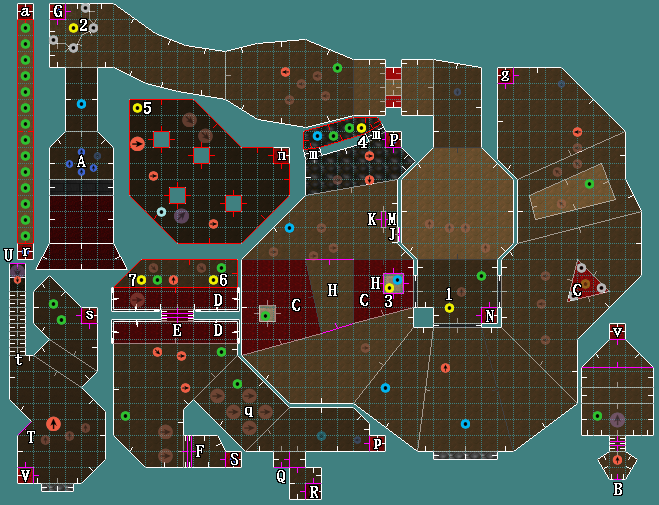 a G 2 g
5 4 m
m P
A n
K M
J
U r
7 6 H H C
D C C 3 1 N
E D
s
t v
q
T F P
V S Q
R B